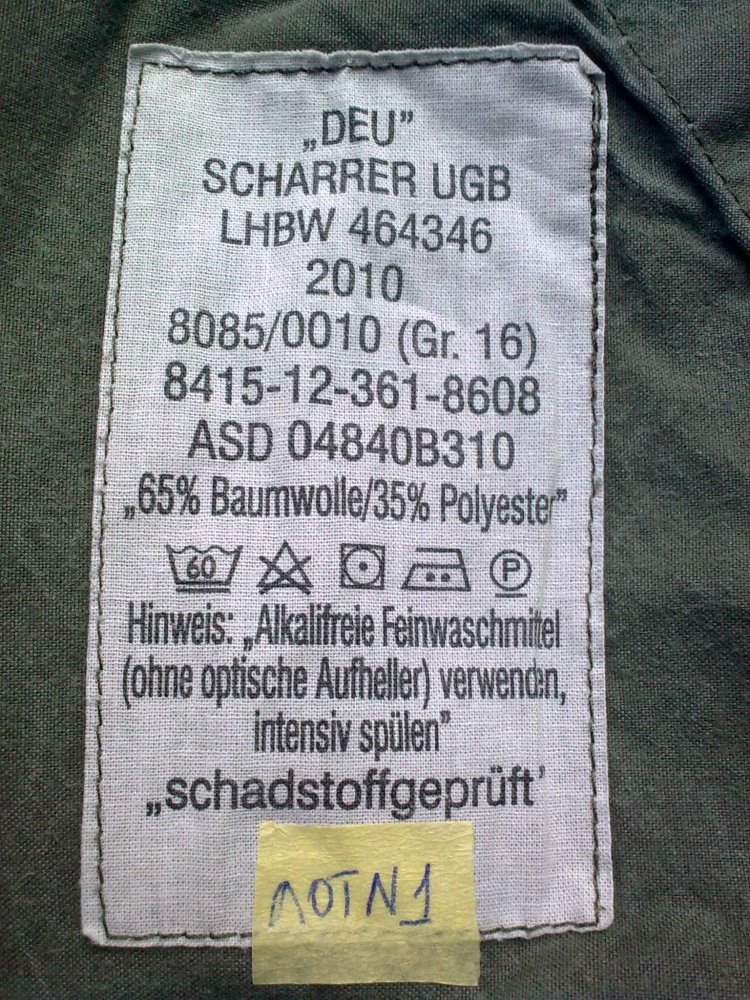 „DEU”
SCHARRER UGB
LHBW 464346
2010
8085/0010 (Gr. 16)
8415-12-361-8608
ASD 04840B310
„65% Baumwolle/35% Polyester”
60 P
Hinweis: „Alkalifreie Feinwaschmittel
(ohne optische Aufheller) verwenden,
intensiv spülen”
„schadstoffgeprüft’
ЛОТN1